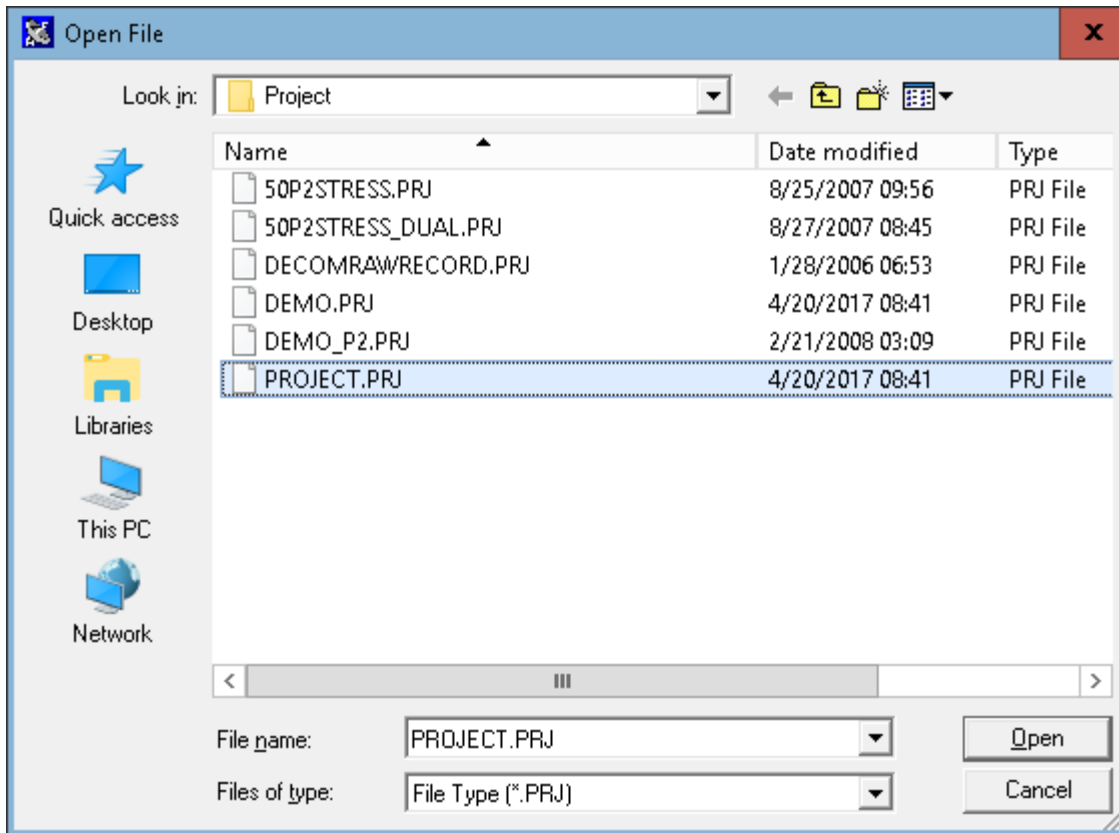 Open File
Look in: Project
Name Date modified Type
50P2STRESS.PRJ 8/25/2007 09:56 PRJ File
50P2STRESS_DUAL.PRJ 8/27/2007 08:45 PRJ File
DECOMRAWRECORD.PRJ 1/28/2006 06:53 PRJ File
DEMO.PRJ 4/20/2017 08:41 PRJ File
DEMO_P2.PRJ 2/21/2008 03:09 PRJ File
PROJECT.PRJ 4/20/2017 08:41 PRJ File
Quick access
Desktop
Libraries
This PC
Network
File name: PROJECT.PRJ Open
Files of type: File Type (*.PRJ) Cancel